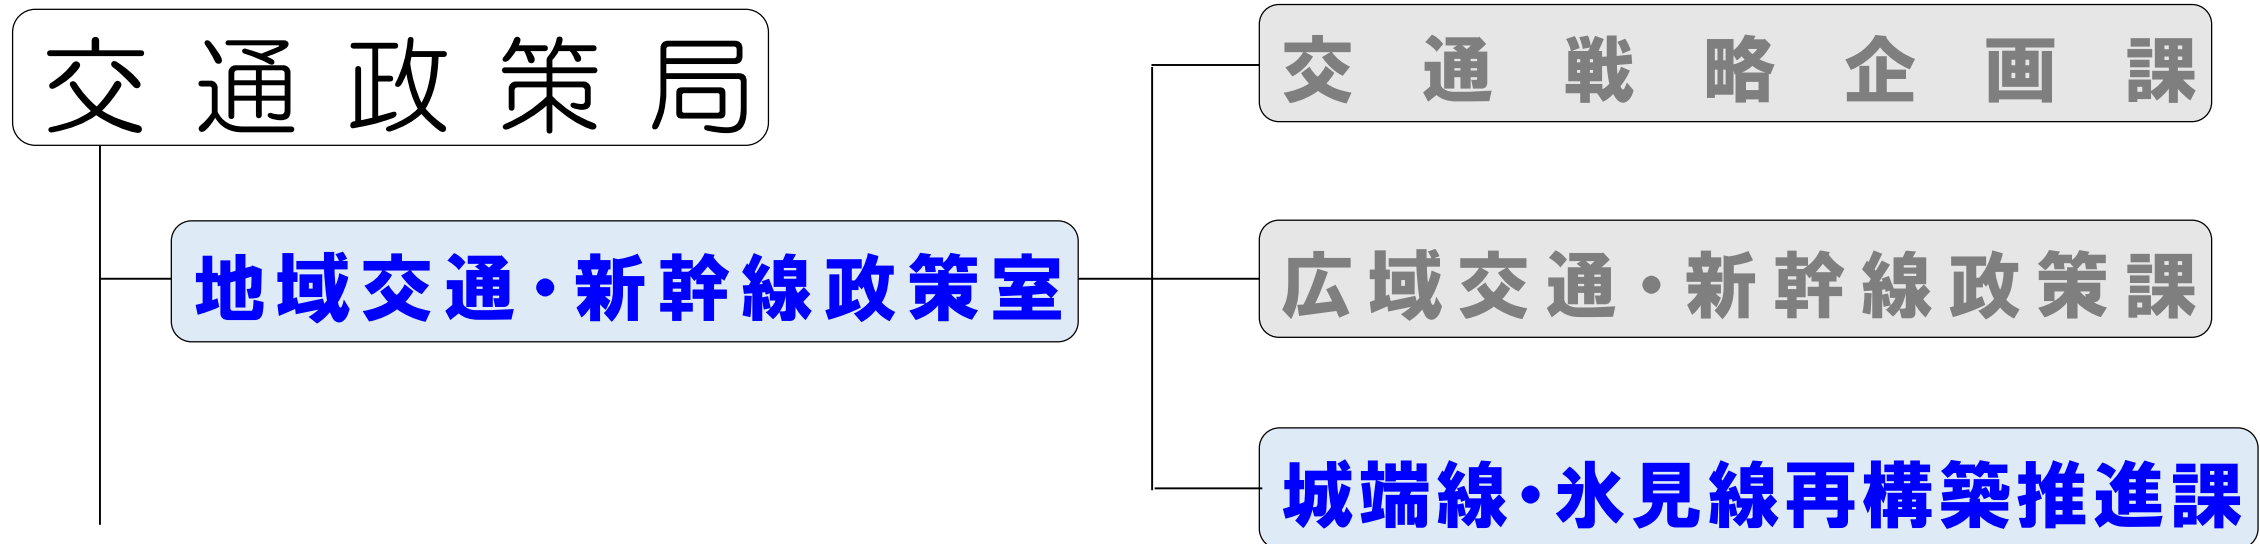 交通政策局
交通戦略企画課
地域交通・新幹線政策室
広域交通・新幹線政策課
城端線・氷見線再構築推進課